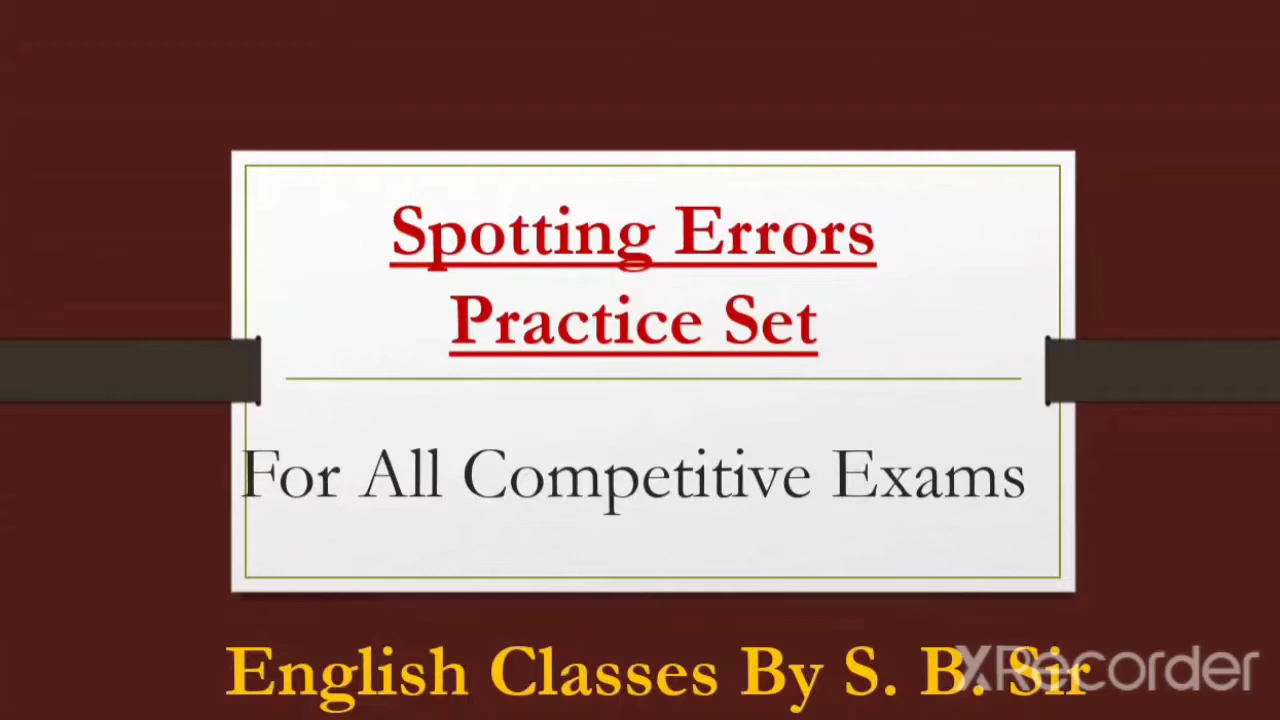 Spotting Errors
Practice Set
For All Competitive Exams
English Classes By S. B. Sir
XRecorder